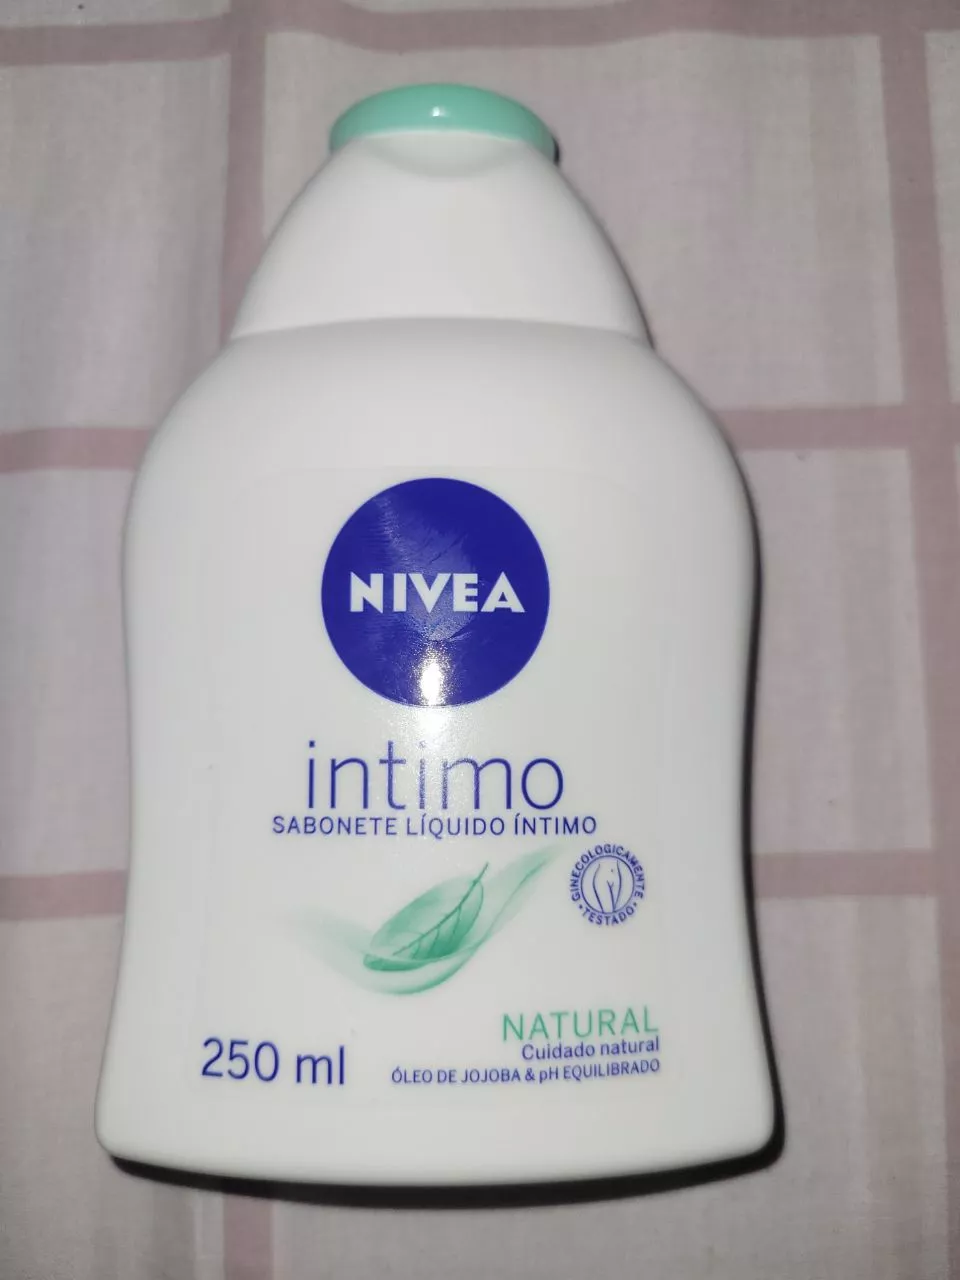 NIVEA
intimo
SABONETE LÍQUIDO ÍNTIMO
GINECOLOGICAMENTE
• TESTADO •
NATURAL
Cuidado natural
250 ml
ÓLEO DE JOJOBA & pH EQUILIBRADO